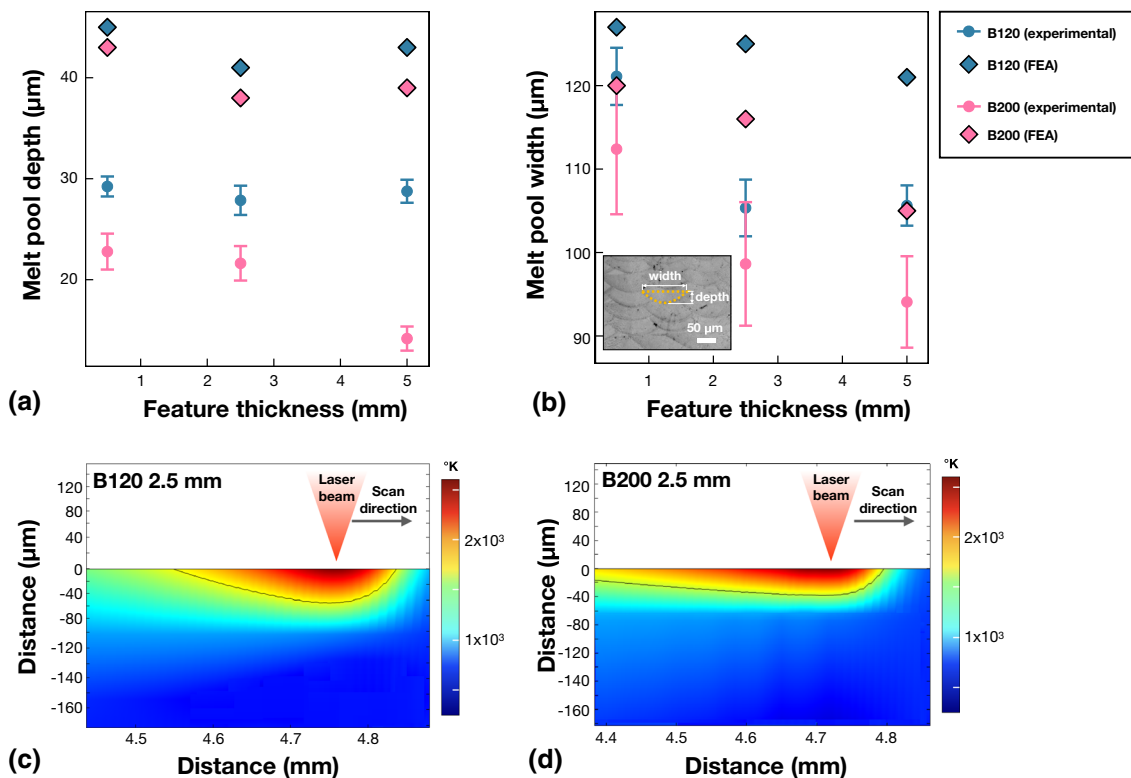 Melt pool depth (µm)
40
30
20
1
2
3
4
5
Feature thickness (mm)
(a)
Melt pool width (µm)
120
110
100
90
width
depth
50 µm
1
2
3
4
5
Feature thickness (mm)
(b)
B120 (experimental)
B120 (FEA)
B200 (experimental)
B200 (FEA)
B120 2.5 mm
Laser
beam
Scan
direction
Distance (µm)
120
80
40
0
-40
-80
-120
-160
4.5
4.6
4.7
4.8
Distance (mm)
°K
2x10³
1x10³
(c)
B200 2.5 mm
Laser
beam
Scan
direction
Distance (µm)
120
80
40
0
-40
-80
-120
-160
4.4
4.5
4.6
4.7
4.8
Distance (mm)
°K
2x10³
1x10³
(d)